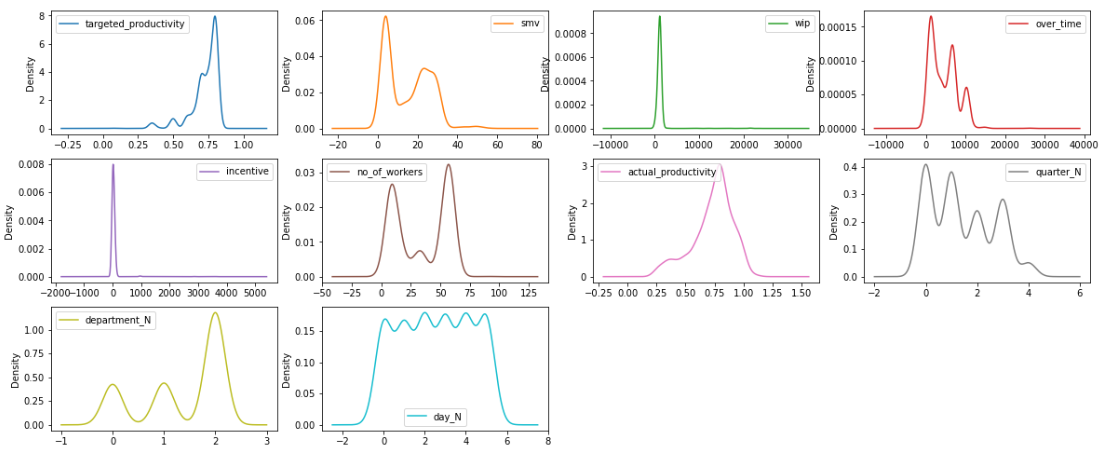 targeted_productivity
Density
8
6
4
2
0
−0.25 0.00 0.25 0.50 0.75 1.00
smv
Density
0.06
0.04
0.02
0.00
−20 0 20 40 60 80
wip
Density
0.0008
0.0006
0.0004
0.0002
0.0000
−10000 0 10000 20000 30000
over_time
Density
0.00015
0.00010
0.00005
0.00000
−10000 0 10000 20000 30000 40000
incentive
Density
0.008
0.006
0.004
0.002
0.000
−2000 −1000 0 1000 2000 3000 4000 5000
no_of_workers
Density
0.03
0.02
0.01
0.00
−50 −25 0 25 50 75 100 125
actual_productivity
Density
3
2
1
0
−0.25 0.00 0.25 0.50 0.75 1.00 1.25 1.50
quarter_N
Density
0.4
0.3
0.2
0.1
0.0
−2 0 2 4 6
department_N
Density
1.00
0.75
0.50
0.25
0.00
−1 0 1 2 3
day_N
Density
0.15
0.10
0.05
0.00
−2 0 2 4 6 8